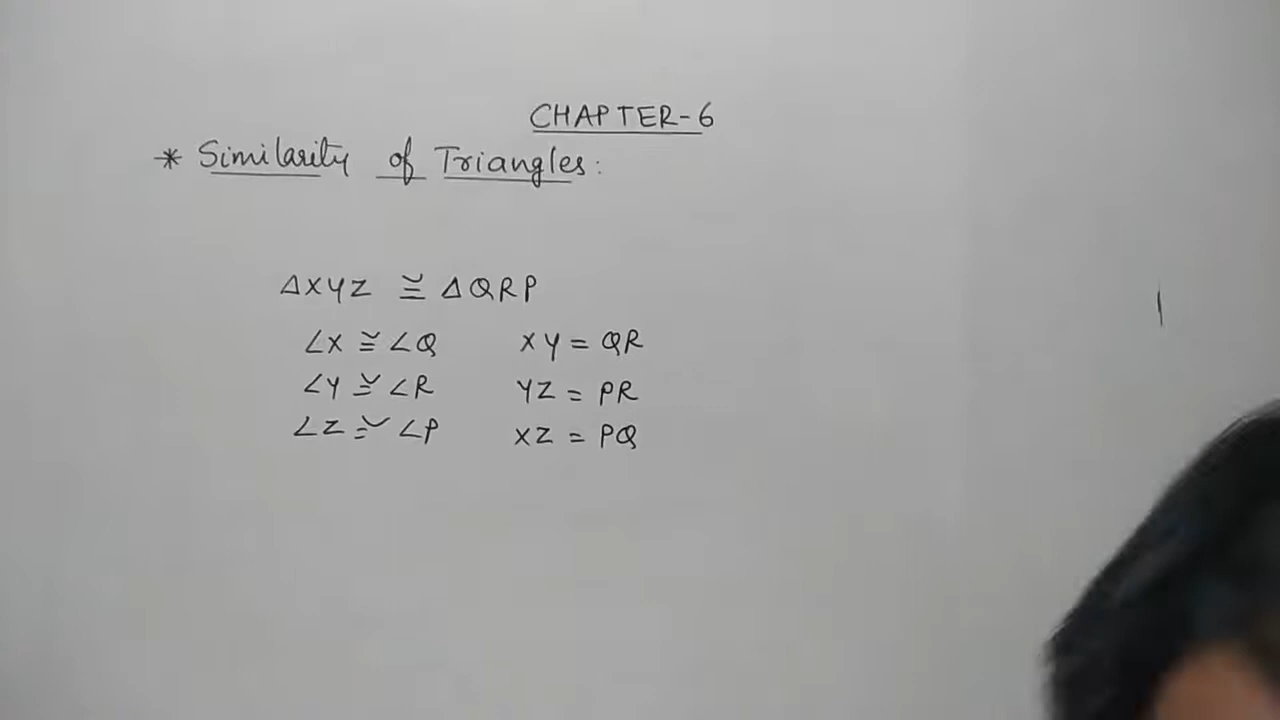 CHAPTER-6
* Similarity of Triangles:
ΔXYZ ≅ ΔQRP
∠X ≅ ∠Q XY = QR
∠Y ≅ ∠R YZ = PR
∠Z ≅ ∠P XZ = PQ